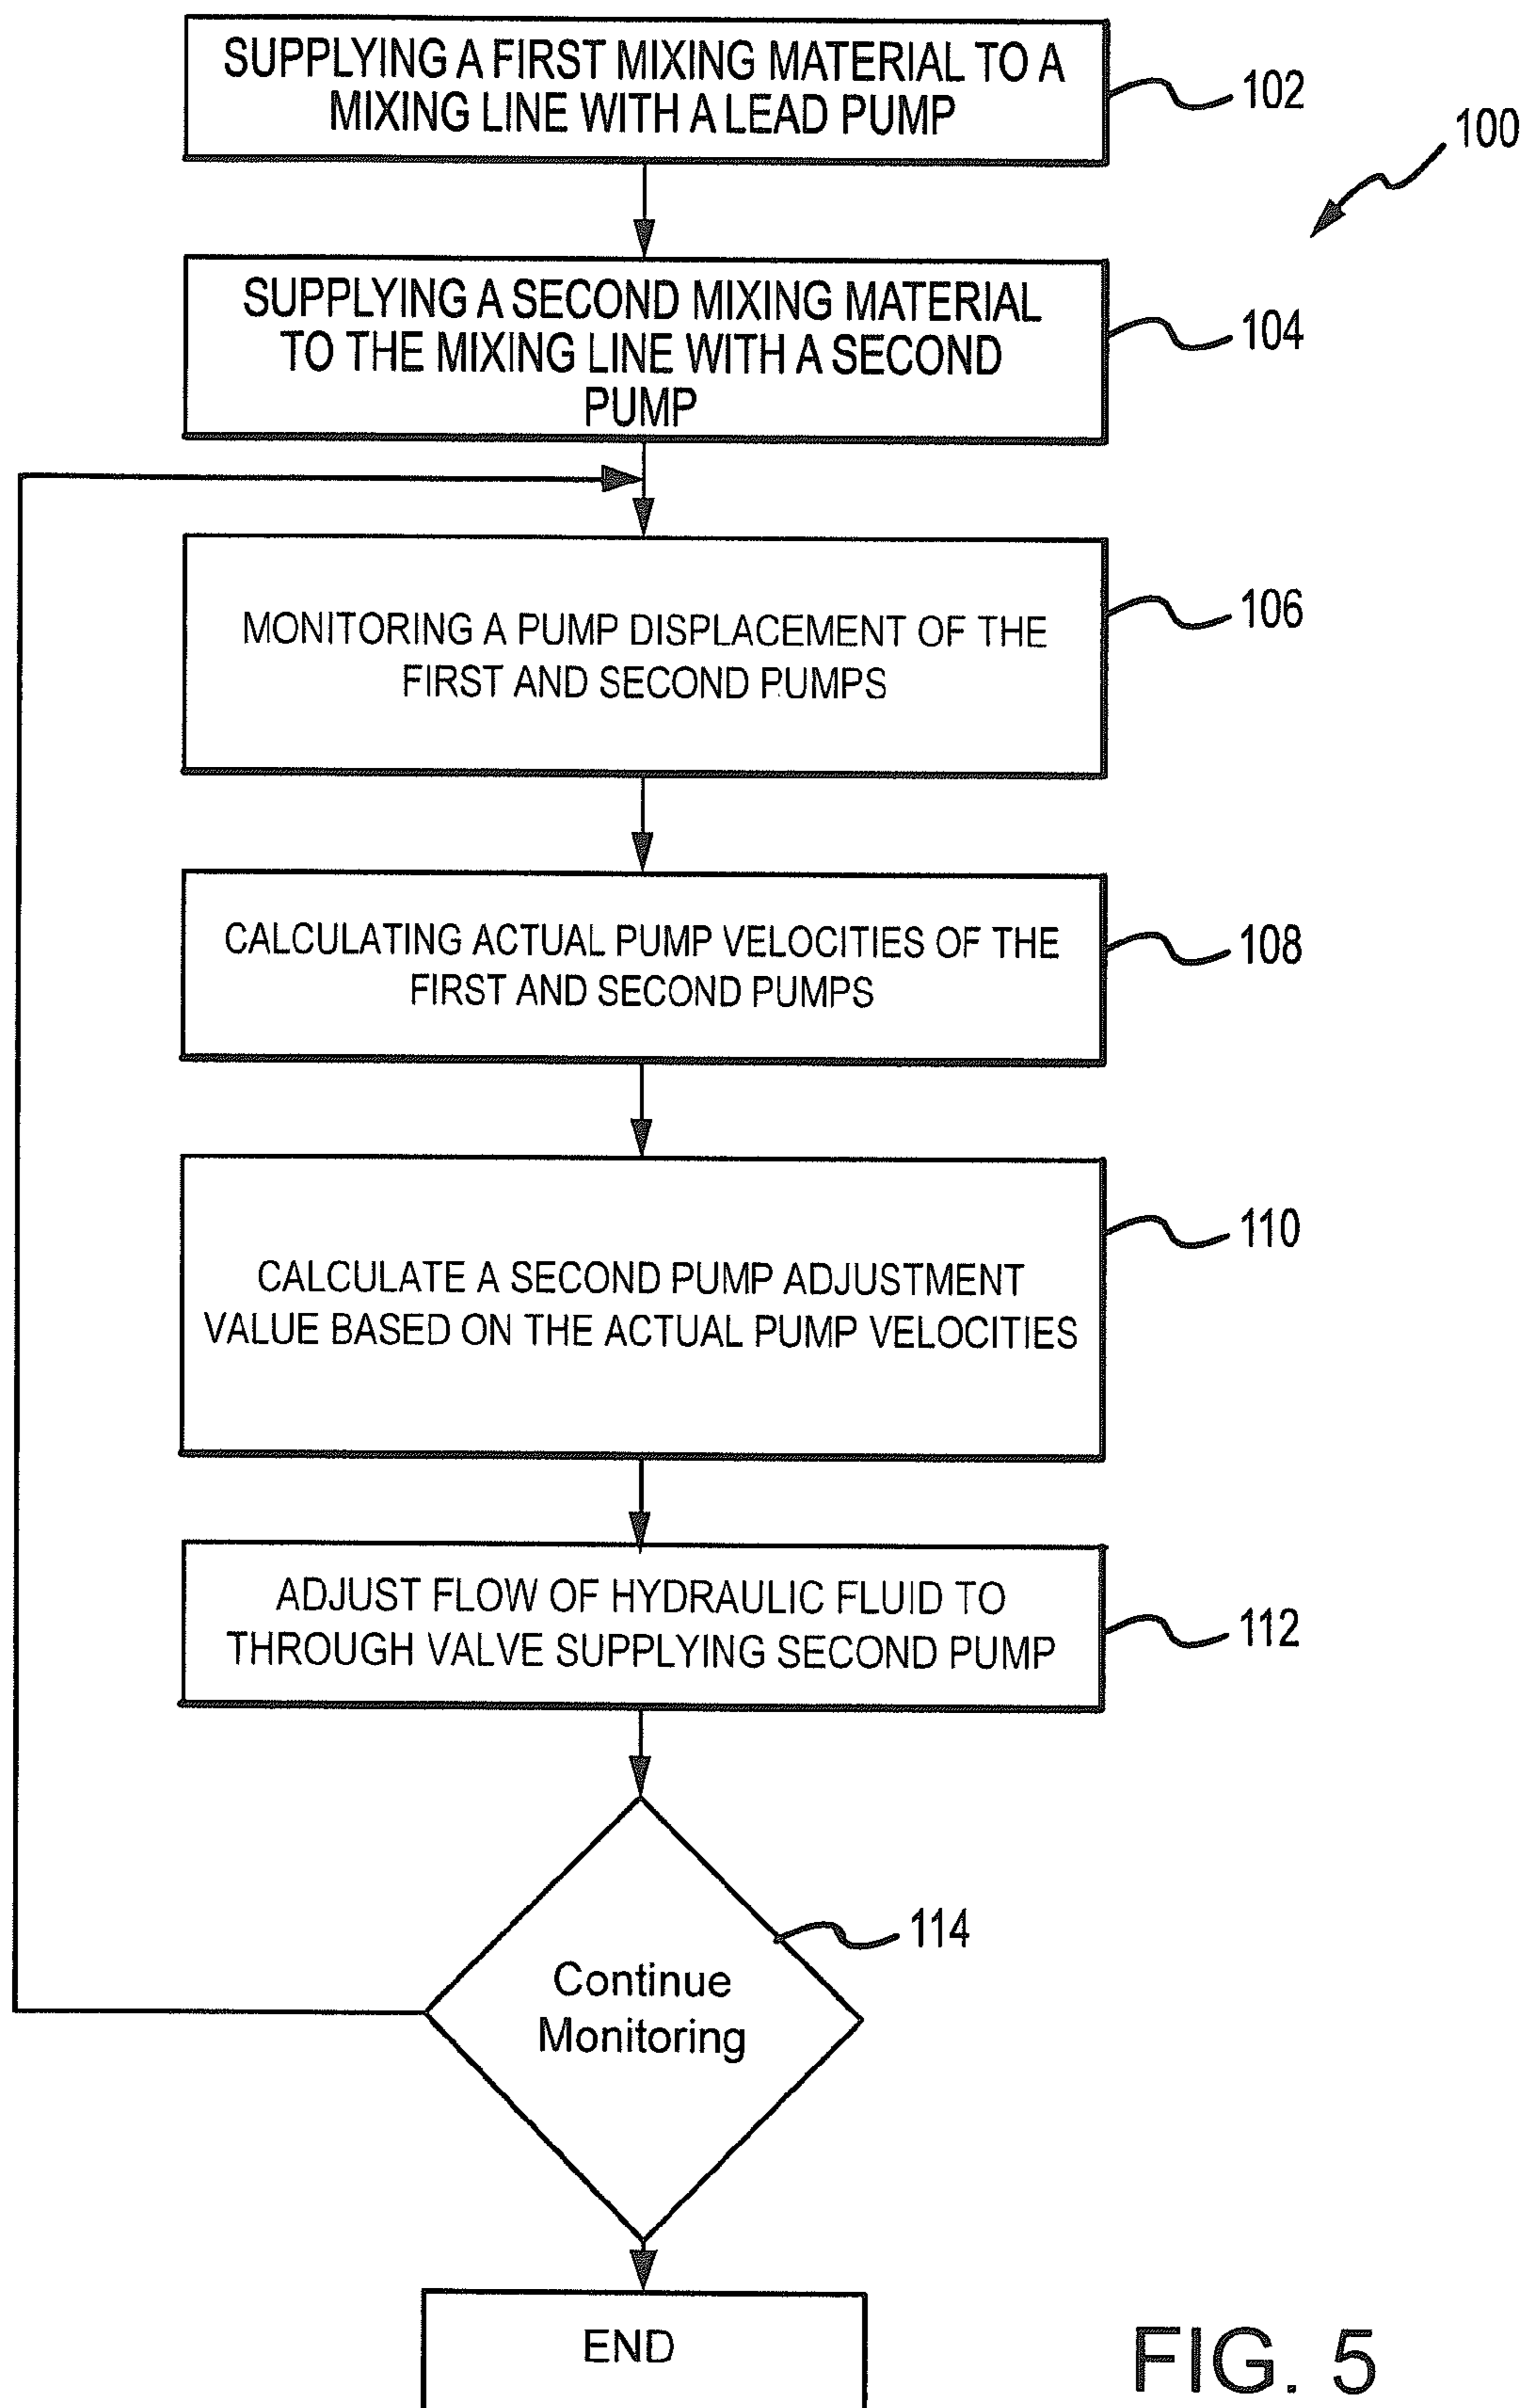 SUPPLYING A FIRST MIXING MATERIAL TO A
MIXING LINE WITH A LEAD PUMP
102
100
SUPPLYING A SECOND MIXING MATERIAL
TO THE MIXING LINE WITH A SECOND
PUMP
104
MONITORING A PUMP DISPLACEMENT OF THE
FIRST AND SECOND PUMPS
106
CALCULATING ACTUAL PUMP VELOCITIES OF THE
FIRST AND SECOND PUMPS
108
CALCULATE A SECOND PUMP ADJUSTMENT
VALUE BASED ON THE ACTUAL PUMP VELOCITIES
110
ADJUST FLOW OF HYDRAULIC FLUID TO
THROUGH VALVE SUPPLYING SECOND PUMP
112
Continue
Monitoring
114
END
FIG. 5